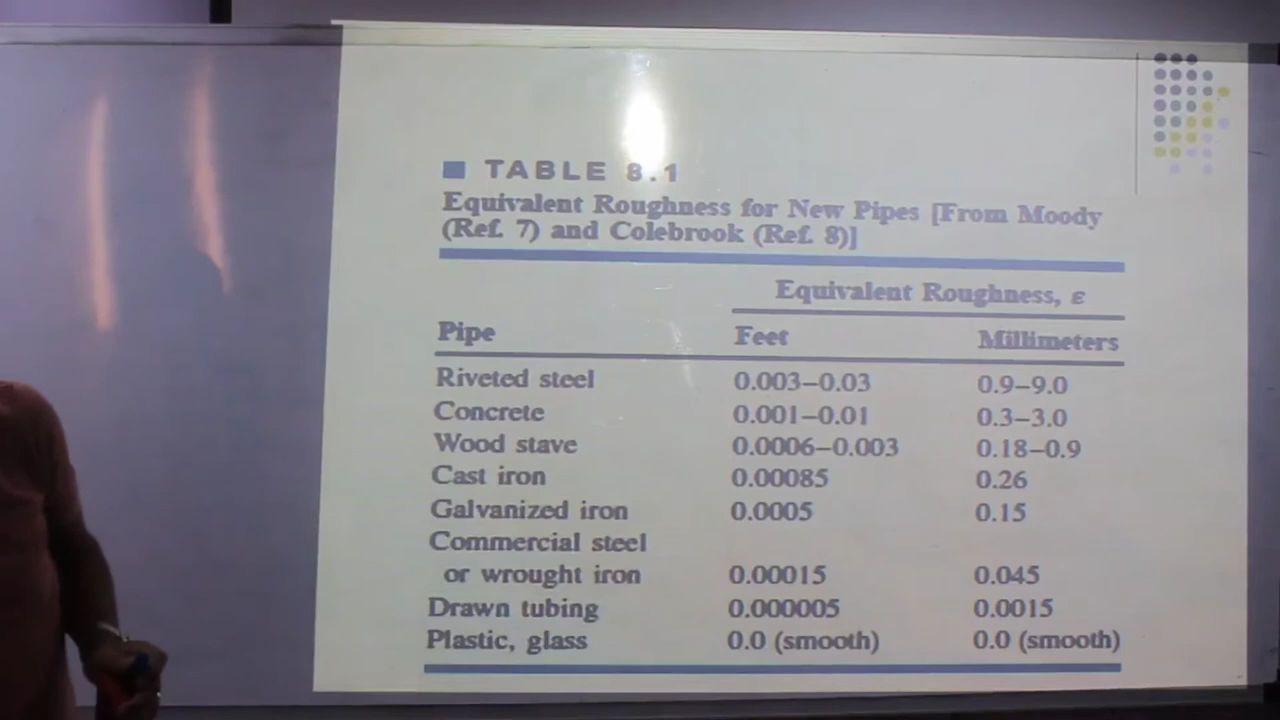 TABLE 8.1
Equivalent Roughness for New Pipes [From Moody
(Ref. 7) and Colebrook (Ref. 8)]
Equivalent Roughness, ε
Pipe Feet Millimeters
Riveted steel 0.003–0.03 0.9–9.0
Concrete 0.001–0.01 0.3–3.0
Wood stave 0.0006–0.003 0.18–0.9
Cast iron 0.00085 0.26
Galvanized iron 0.0005 0.15
Commercial steel
or wrought iron 0.00015 0.045
Drawn tubing 0.000005 0.0015
Plastic, glass 0.0 (smooth) 0.0 (smooth)